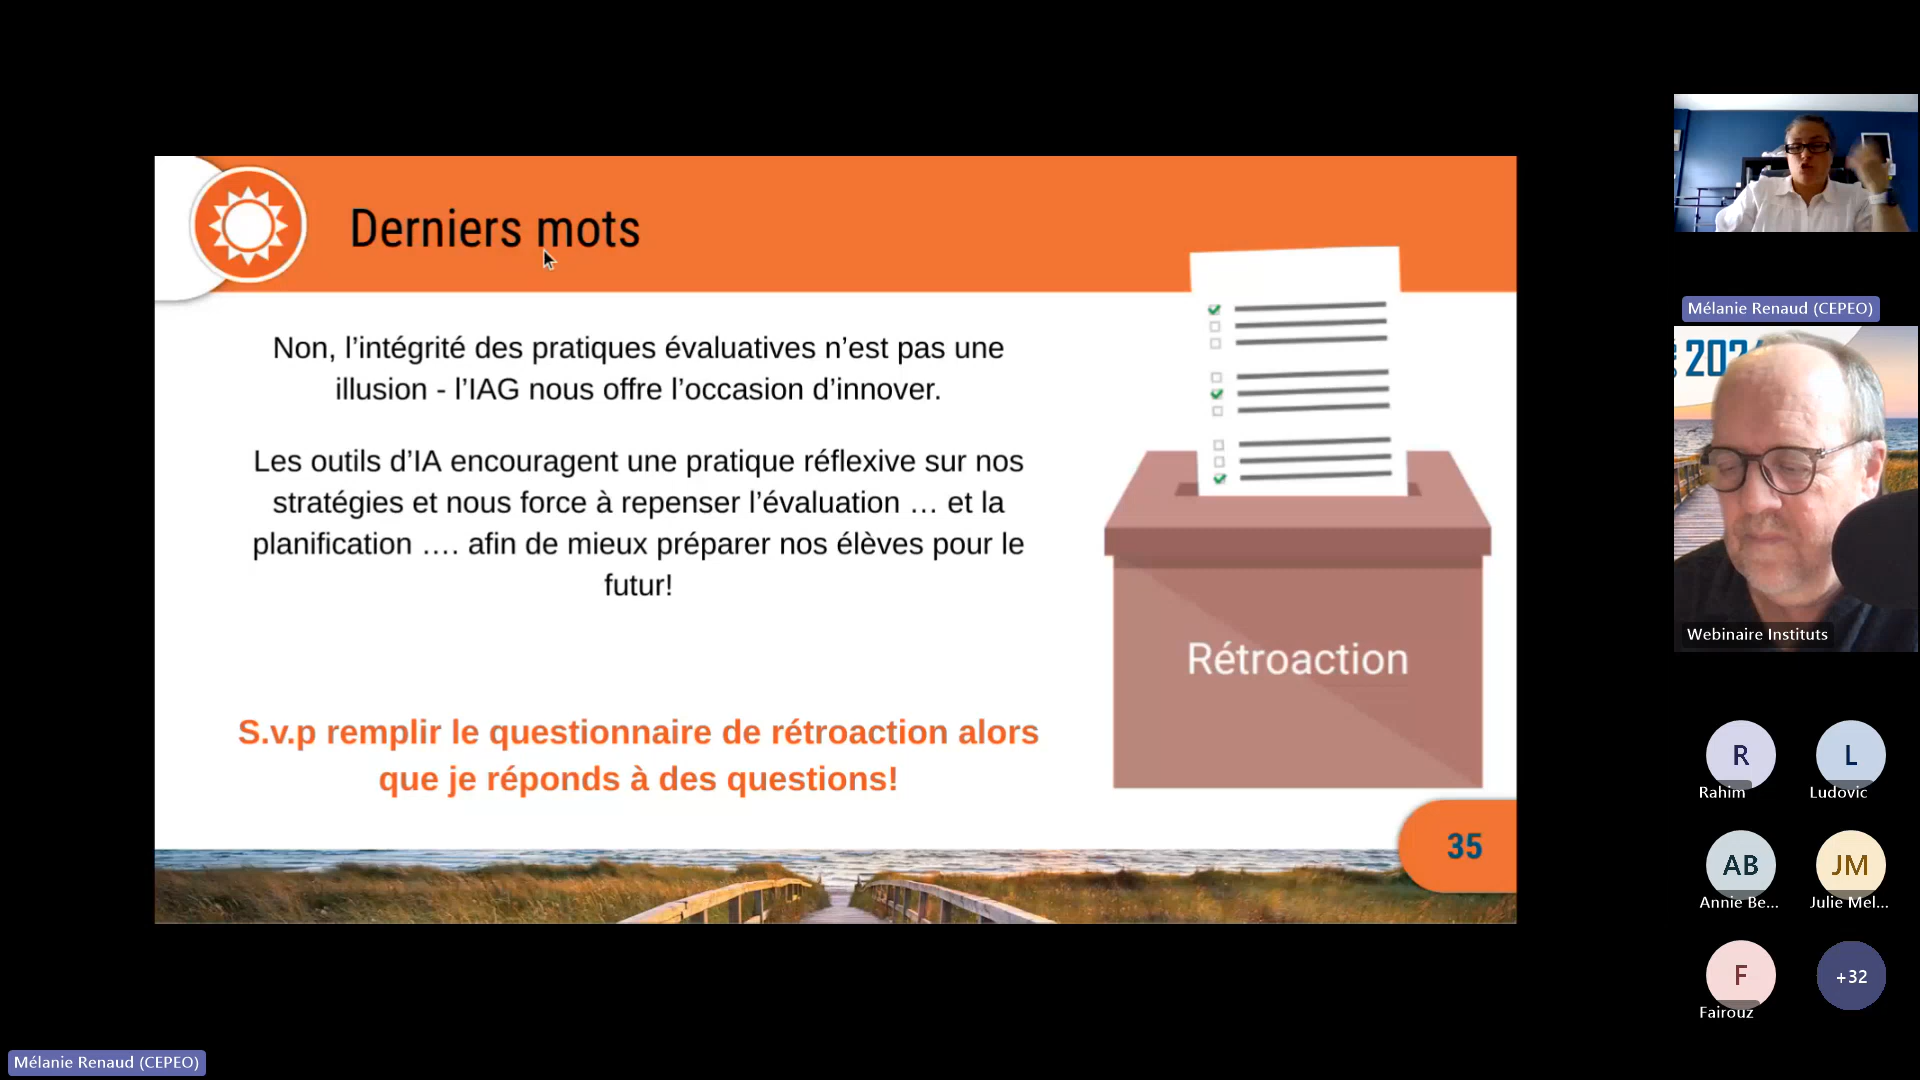 Derniers mots
Non, l’intégrité des pratiques évaluatives n’est pas une
illusion - l’IAG nous offre l’occasion d’innover.
Les outils d’IA encouragent une pratique réflexive sur nos
stratégies et nous force à repenser l’évaluation … et la
planification …. afin de mieux préparer nos élèves pour le
futur!
S.v.p remplir le questionnaire de rétroaction alors
que je réponds à des questions!
Rétroaction
35
Mélanie Renaud (CEPEO)
Webinaire Instituts
R
Rahim
L
Ludovic
AB
Annie Be...
JM
Julie Mel...
F
Fairouz
+32
Mélanie Renaud (CEPEO)